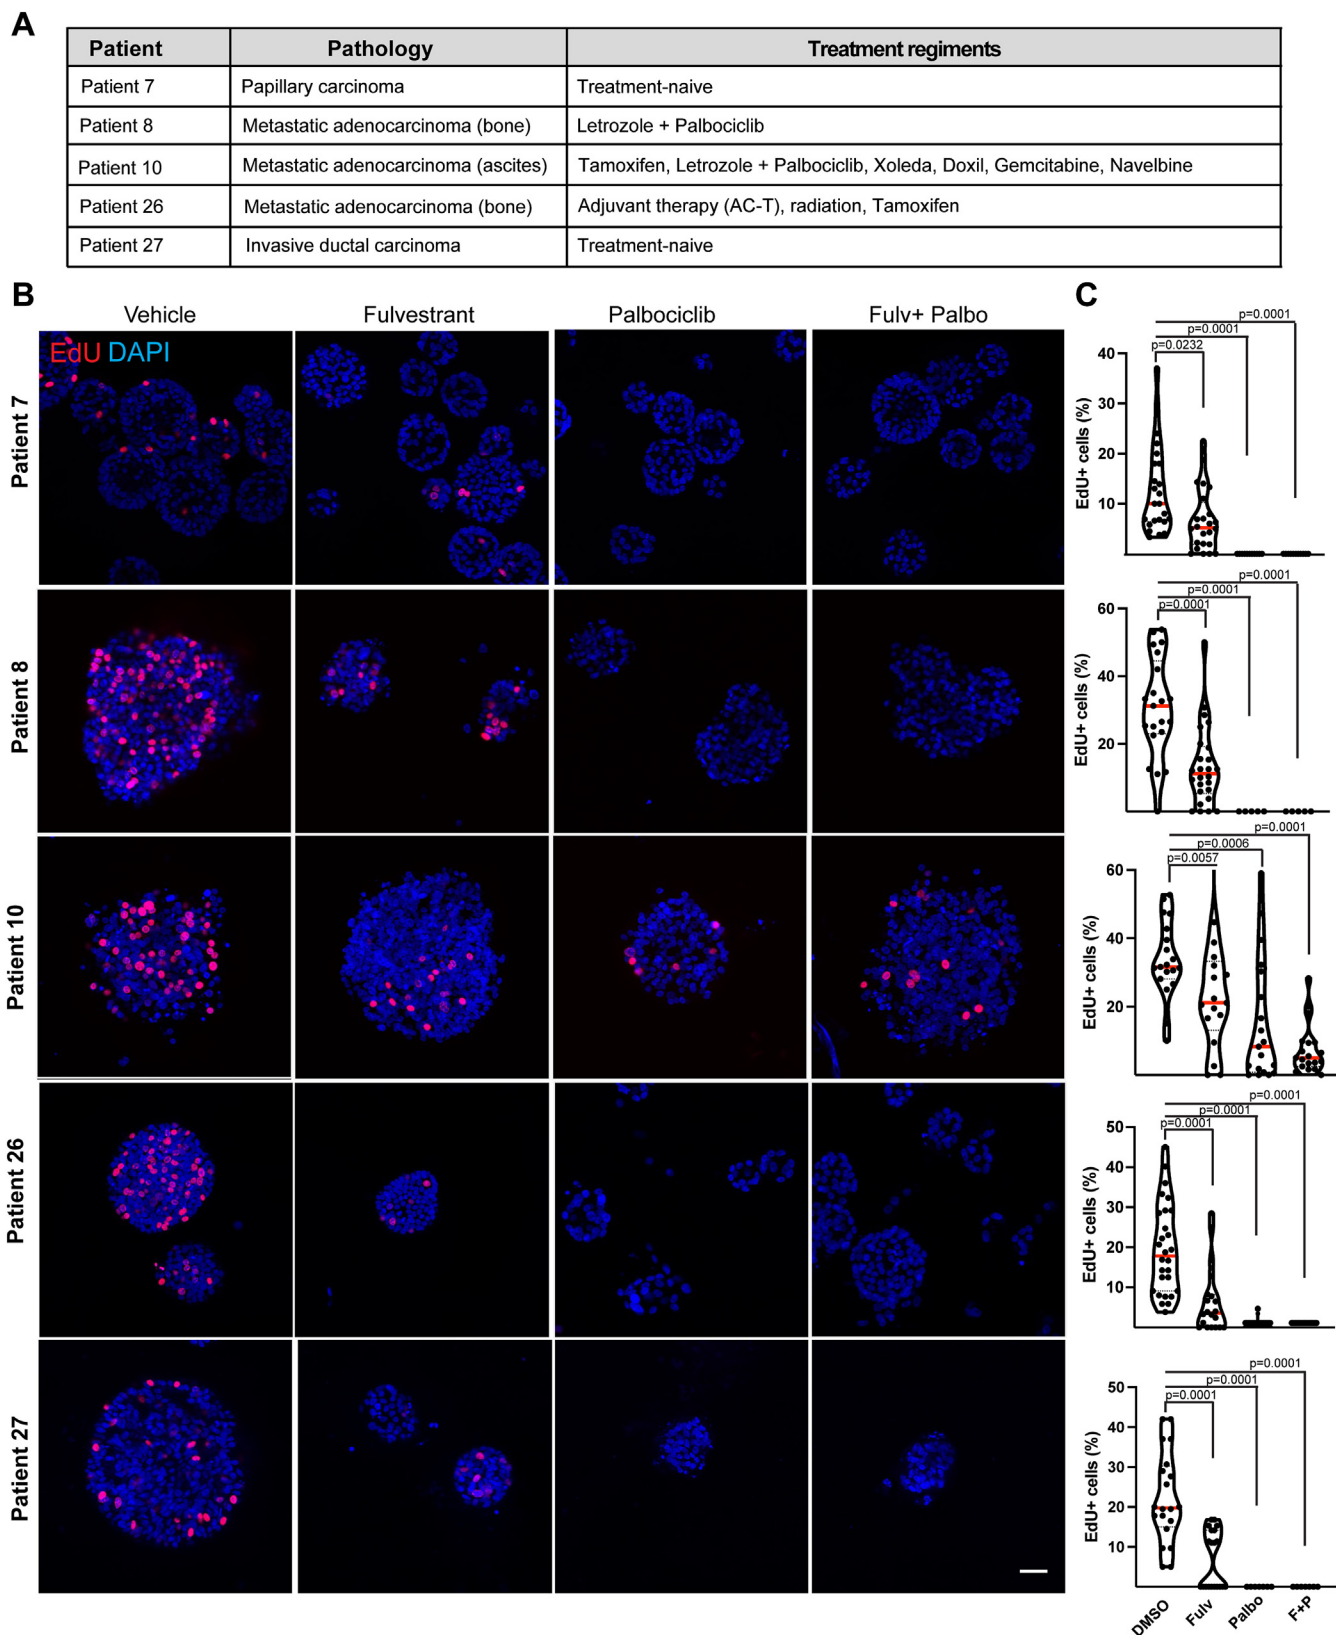 A
Patient Pathology Treatment regiments
Patient 7 Papillary carcinoma Treatment-naive
Patient 8 Metastatic adenocarcinoma (bone) Letrozole + Palbociclib
Patient 10 Metastatic adenocarcinoma (ascites) Tamoxifen, Letrozole + Palbociclib, Xoleda, Doxil, Gemcitabine, Navelbine
Patient 26 Metastatic adenocarcinoma (bone) Adjuvant therapy (AC-T), radiation, Tamoxifen
Patient 27 Invasive ductal carcinoma Treatment-naive
B
Vehicle Fulvestrant Palbociclib Fulv+ Palbo
EdU DAPI
Patient 7
Patient 8
Patient 10
Patient 26
Patient 27
C
p=0.0001
p=0.0001
p=0.0232
EdU+ cells (%)
40
30
20
10
p=0.0001
p=0.0001
p=0.0001
EdU+ cells (%)
60
40
20
p=0.0001
p=0.0006
p=0.0057
EdU+ cells (%)
60
40
20
p=0.0001
p=0.0001
p=0.0001
EdU+ cells (%)
50
40
30
20
10
p=0.0001
p=0.0001
p=0.0001
EdU+ cells (%)
50
40
30
20
10
DMSO Fulv Palbo F+P